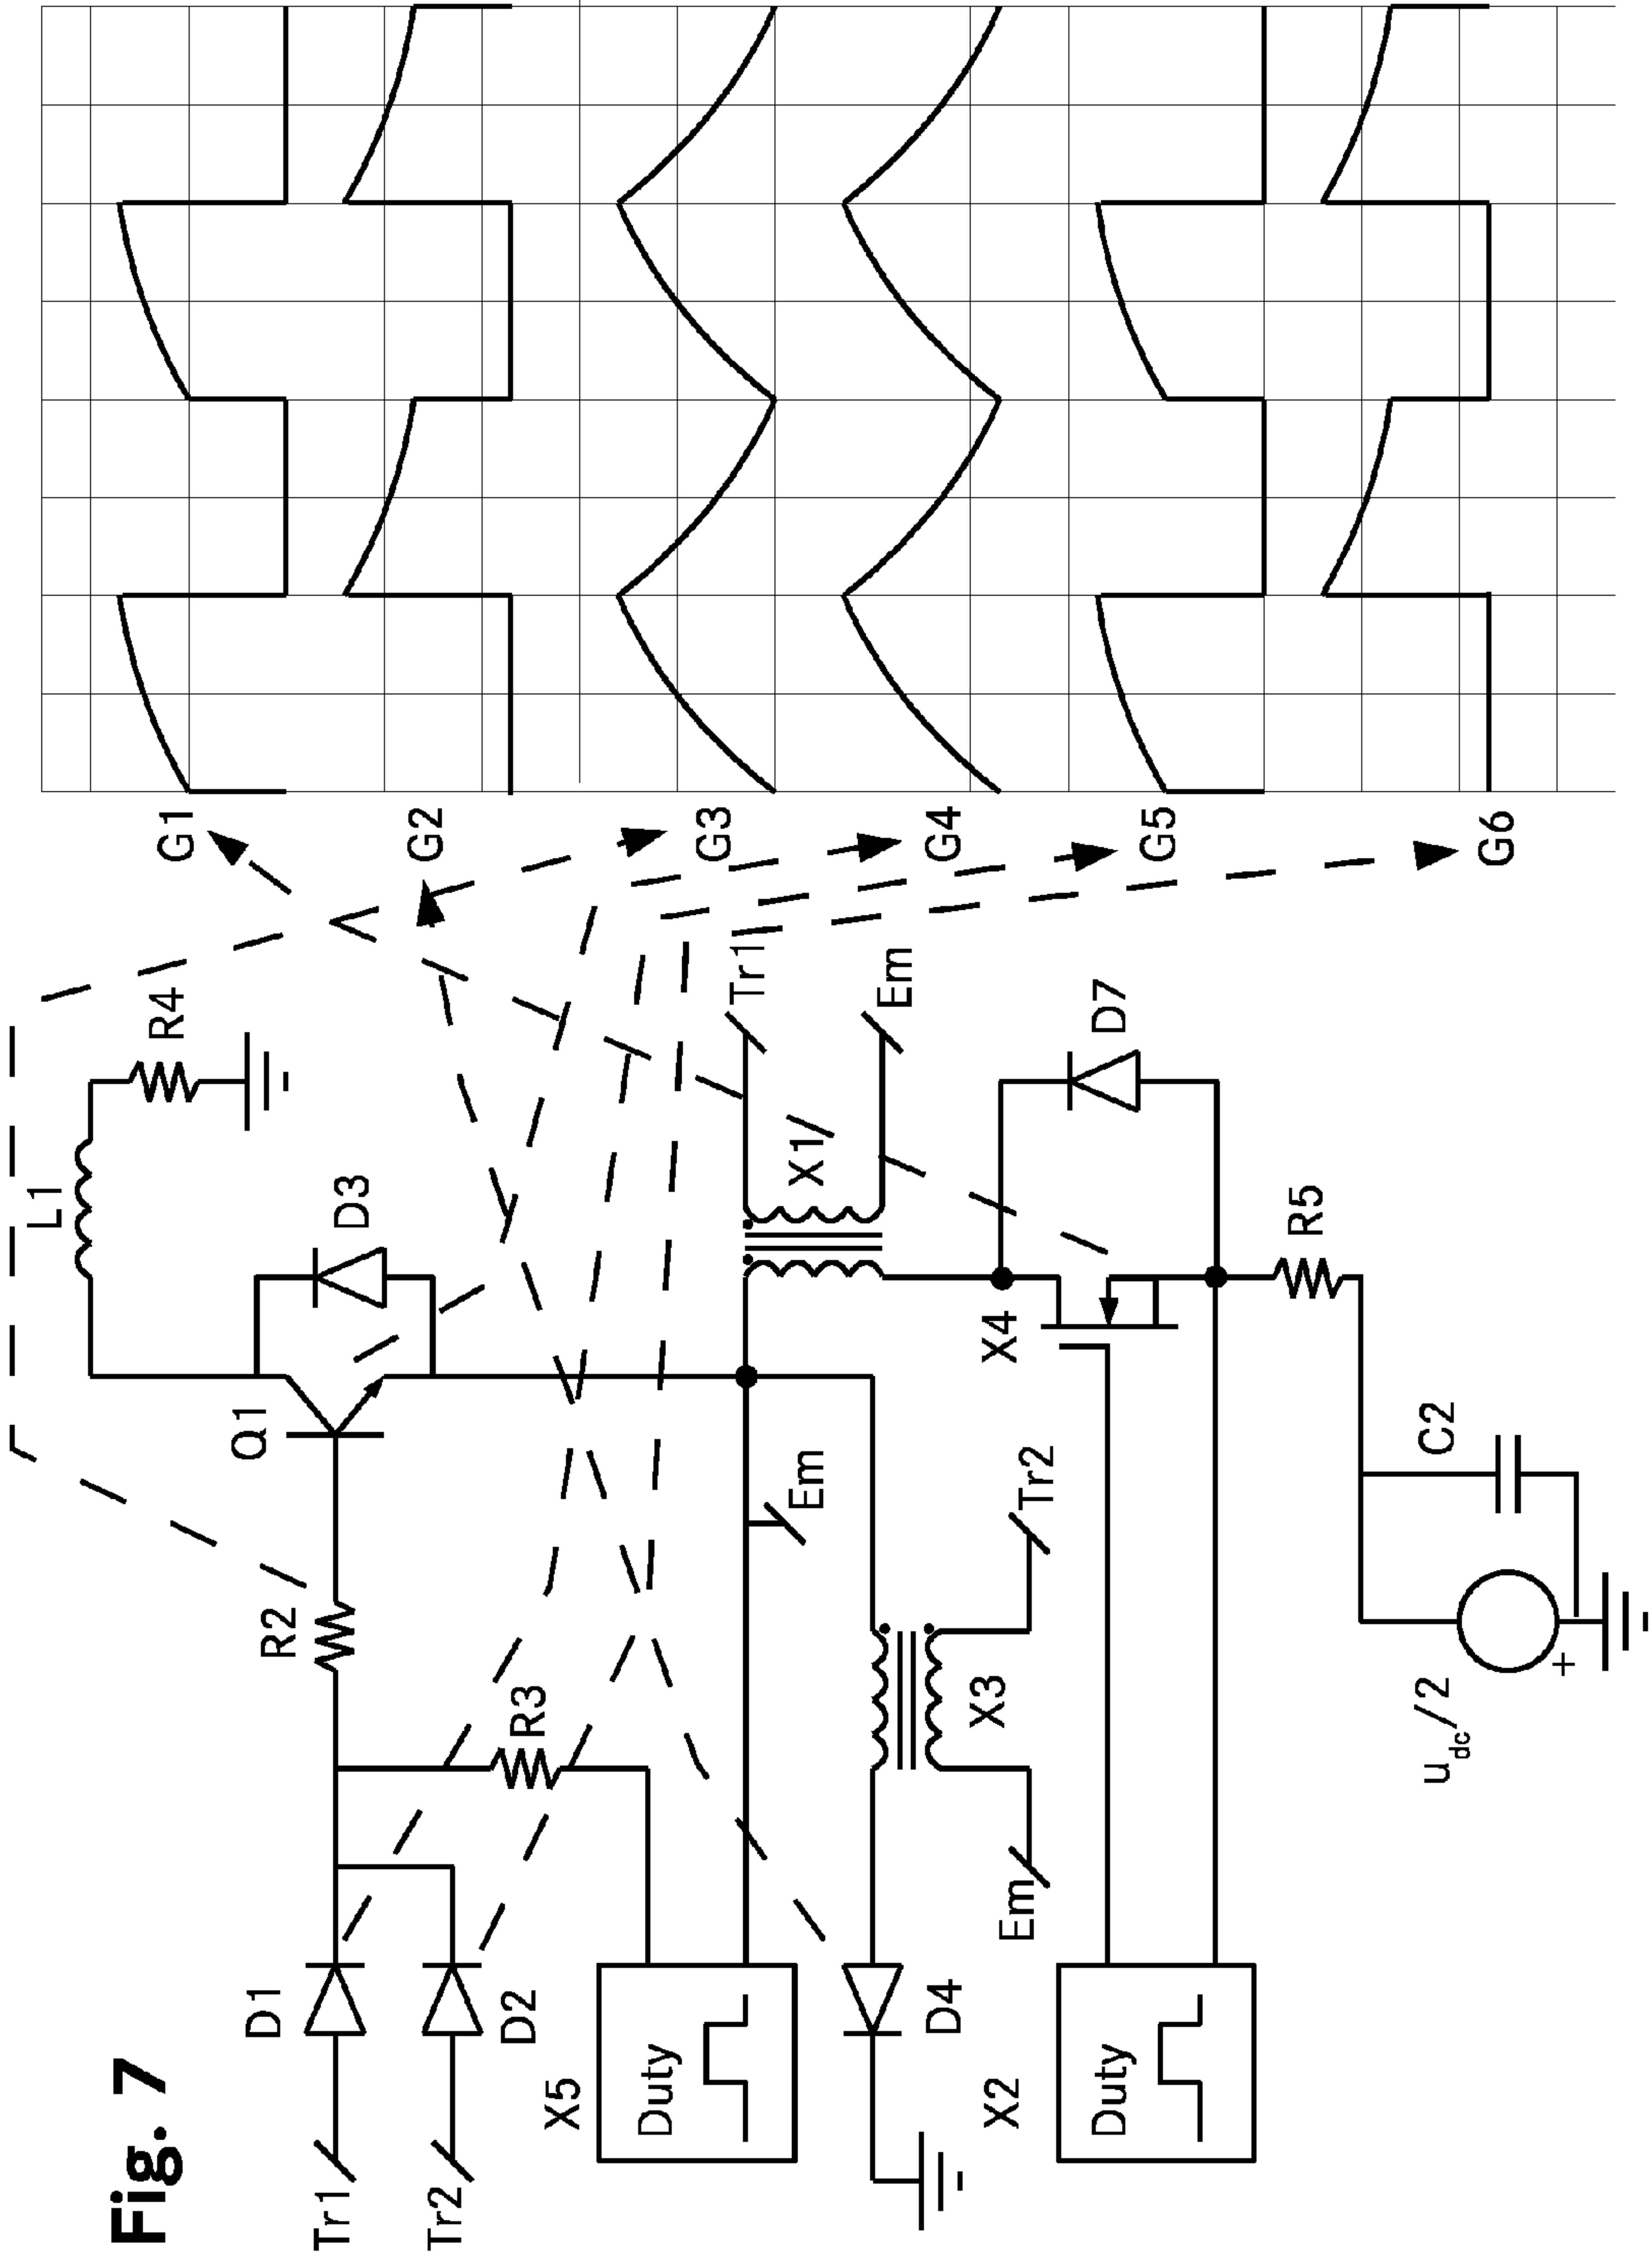 Fig. 7
Tr1
Tr2
D1
D2
X5
Duty
D4
X2
Duty
R2
R3
X3
Em
Tr2
Em
u_dc/2
+
C2
Q1
D3
L1
R4
X1
Tr1
Em
X4
D7
R5
G1
G2
G3
G4
G5
G6